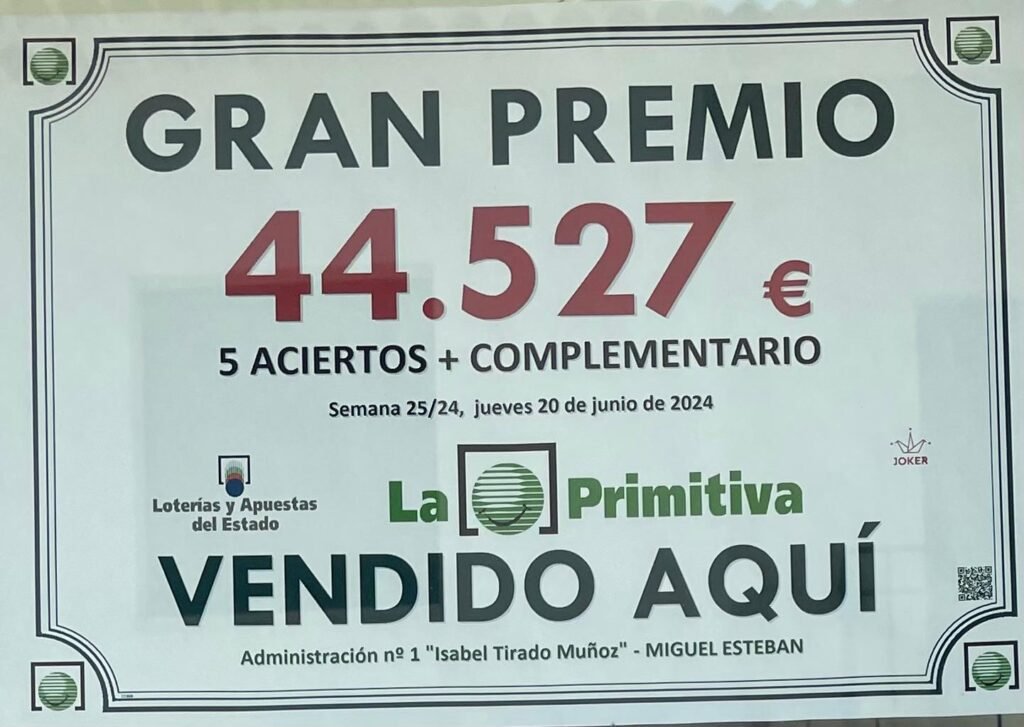 GRAN PREMIO
44.527 €
5 ACIERTOS + COMPLEMENTARIO
Semana 25/24, jueves 20 de junio de 2024
JOKER
Loterías y Apuestas
del Estado
La Primitiva
VENDIDO AQUÍ
Administración nº 1 "Isabel Tirado Muñoz" - MIGUEL ESTEBAN